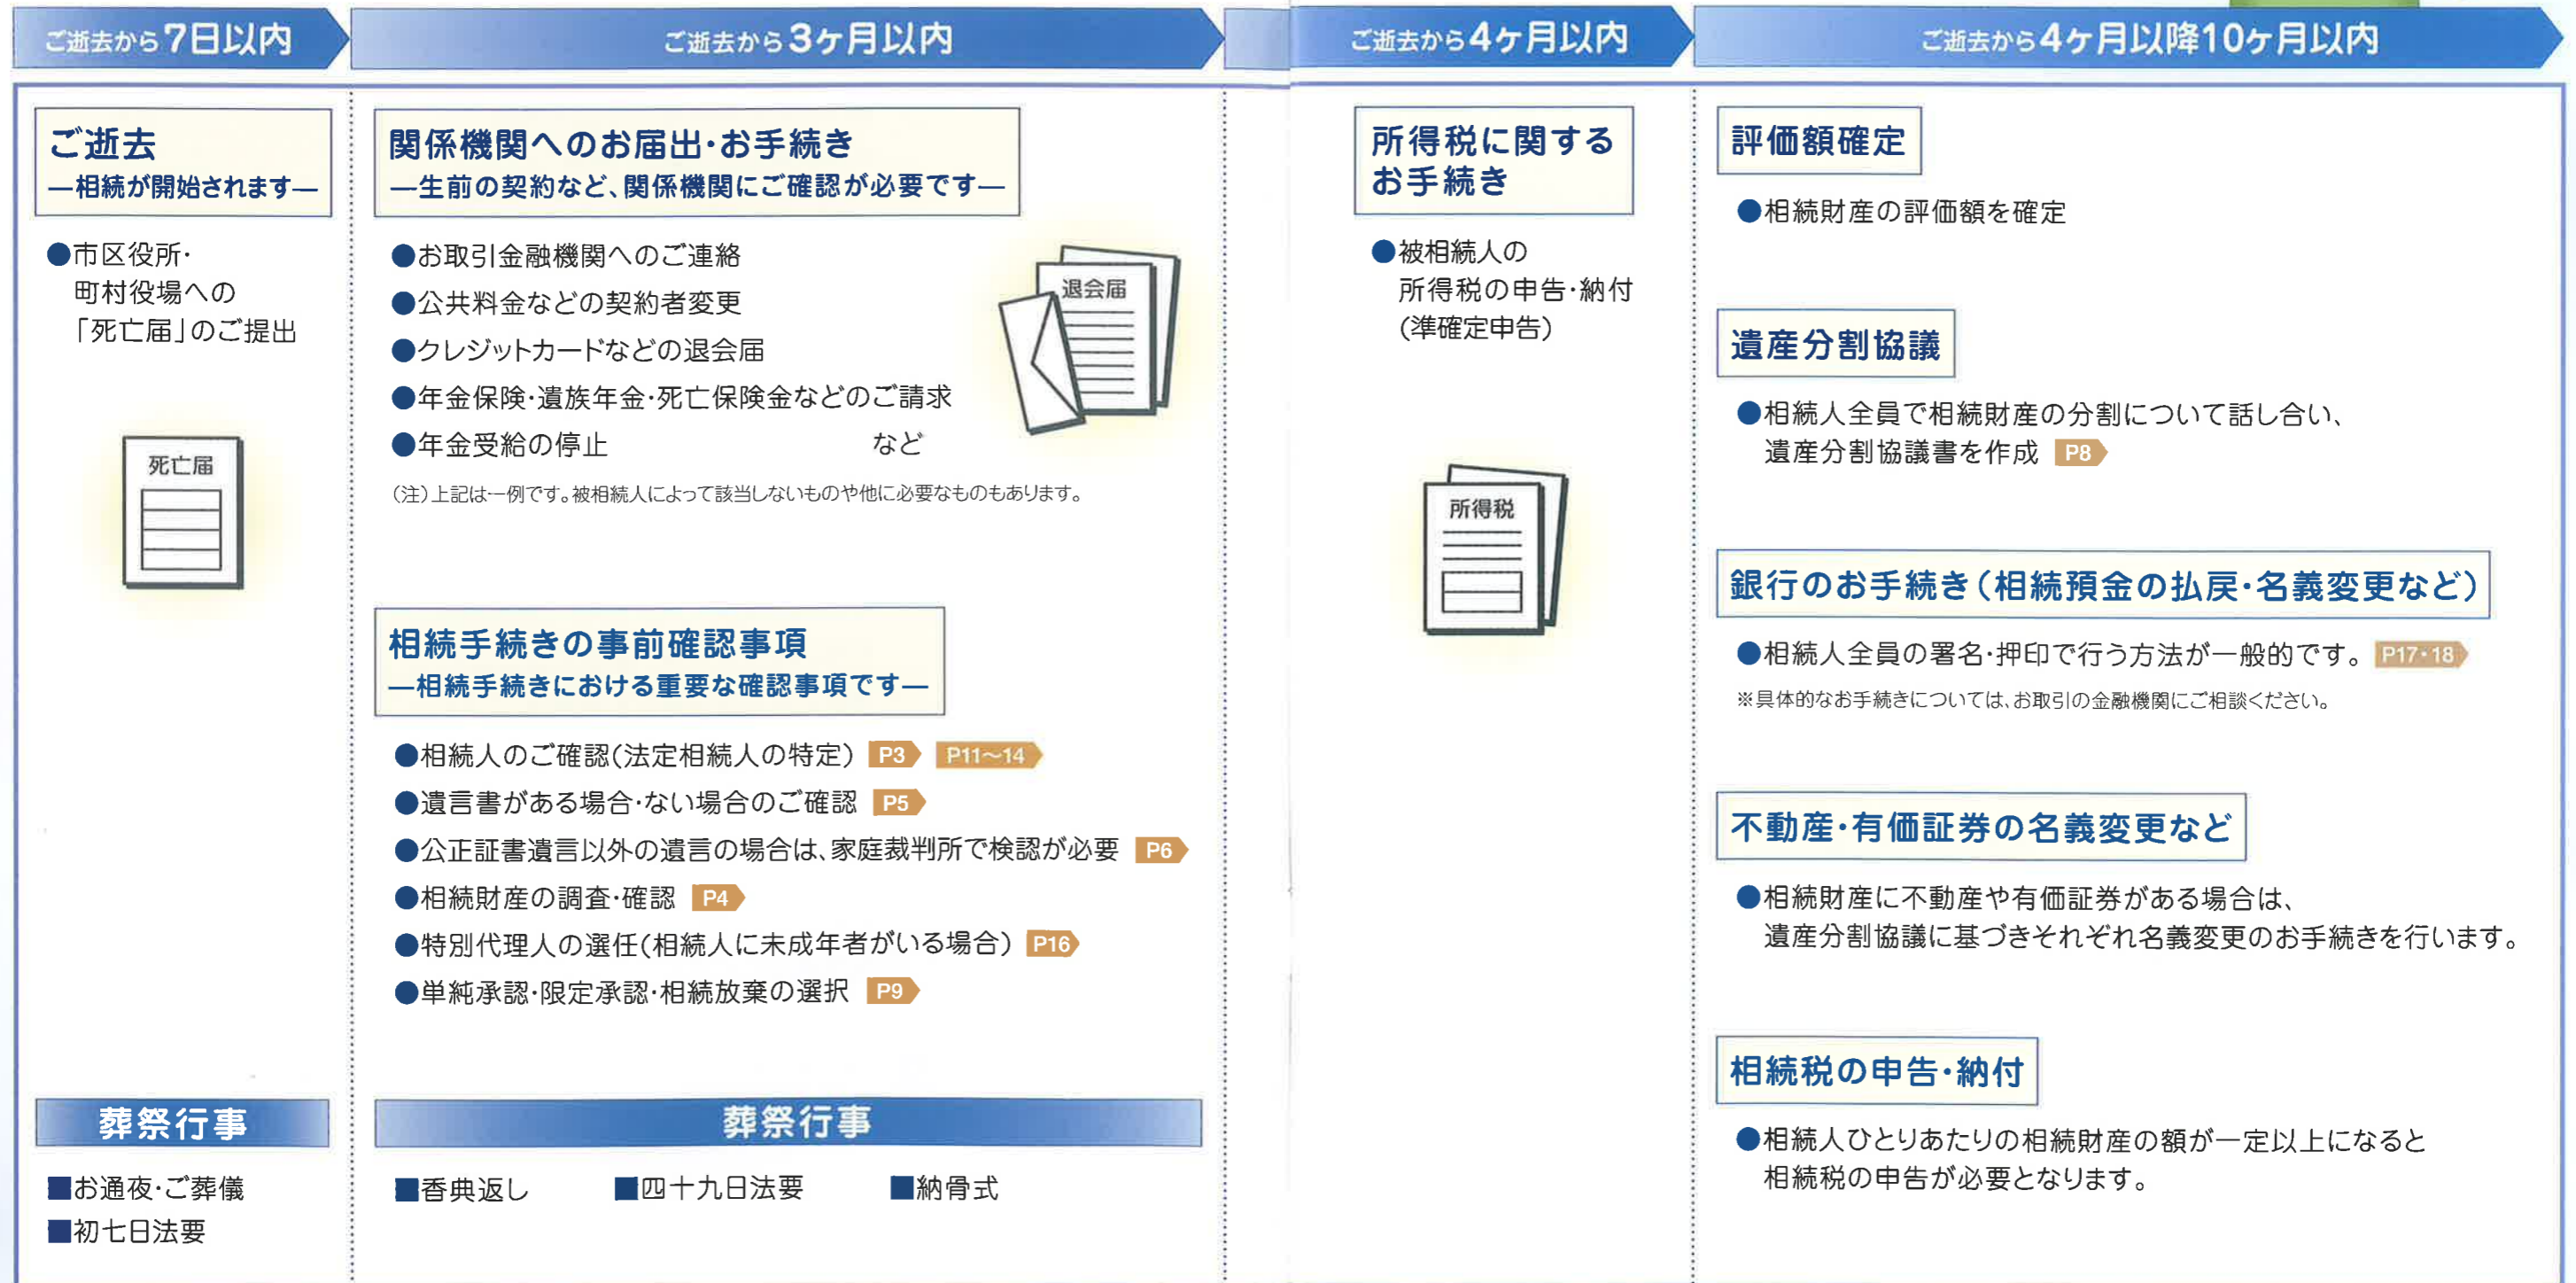 ご逝去から7日以内
ご逝去から3ヶ月以内
ご逝去から4ヶ月以内
ご逝去から4ヶ月以降10ヶ月以内
ご逝去
―相続が開始されます―
●市区役所・
町村役場への
「死亡届」のご提出
死亡届
葬祭行事
■お通夜・ご葬儀
■初七日法要
関係機関へのお届出・お手続き
―生前の契約など、関係機関にご確認が必要です―
●お取引金融機関へのご連絡
●公共料金などの契約者変更
●クレジットカードなどの退会届
●年金保険・遺族年金・死亡保険金などのご請求
●年金受給の停止 など
退会届
(注)上記は一例です。被相続人によって該当しないものや他に必要なものもあります。
相続手続きの事前確認事項
―相続手続きにおける重要な確認事項です―
●相続人のご確認(法定相続人の特定) P3 P11～14
●遺言書がある場合・ない場合のご確認 P5
●公正証書遺言以外の遺言の場合は、家庭裁判所で検認が必要 P6
●相続財産の調査・確認 P4
●特別代理人の選任(相続人に未成年者がいる場合) P16
●単純承認・限定承認・相続放棄の選択 P9
葬祭行事
■香典返し ■四十九日法要 ■納骨式
所得税に関する
お手続き
●被相続人の
所得税の申告・納付
(準確定申告)
所得税
評価額確定
●相続財産の評価額を確定
遺産分割協議
●相続人全員で相続財産の分割について話し合い、
遺産分割協議書を作成 P8
銀行のお手続き(相続預金の払戻・名義変更など)
●相続人全員の署名・押印で行う方法が一般的です。 P17・18
※具体的なお手続きについては、お取引の金融機関にご相談ください。
不動産・有価証券の名義変更など
●相続財産に不動産や有価証券がある場合は、
遺産分割協議に基づきそれぞれ名義変更のお手続きを行います。
相続税の申告・納付
●相続人ひとりあたりの相続財産の額が一定以上になると
相続税の申告が必要となります。